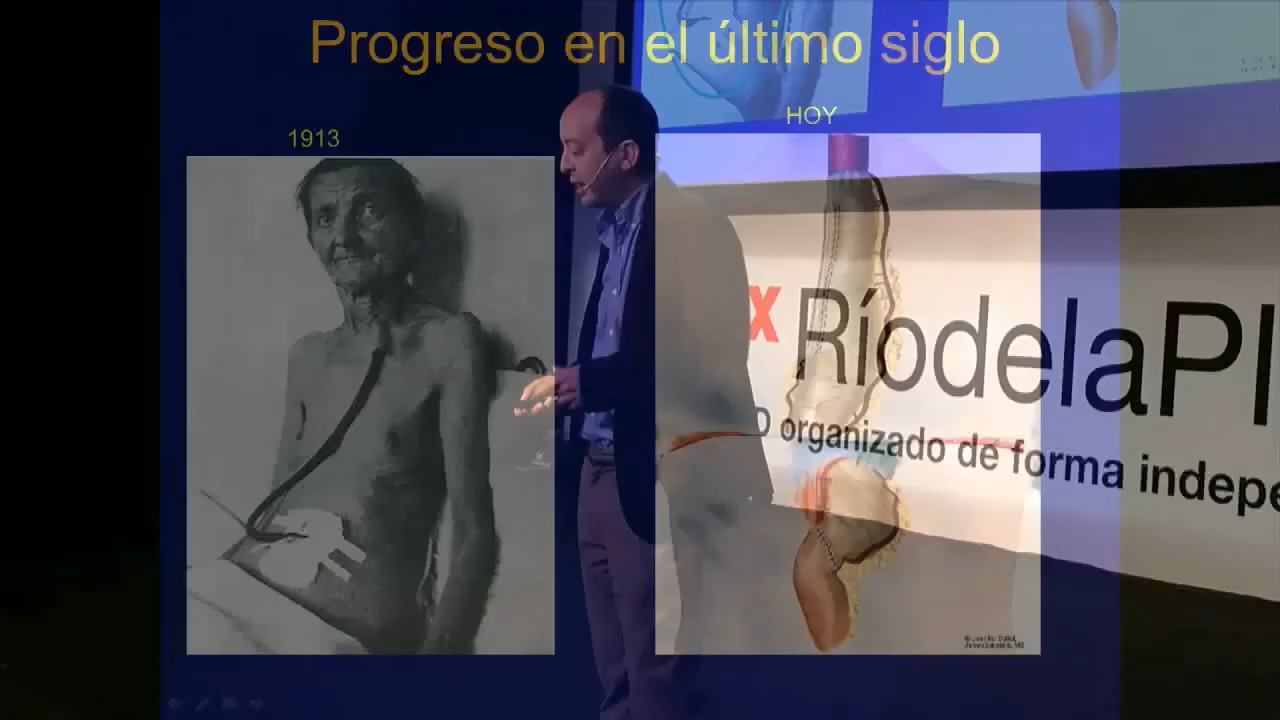 Progreso en el último siglo
HOY
1913
x RíodelaPl
O organizado de forma indepe